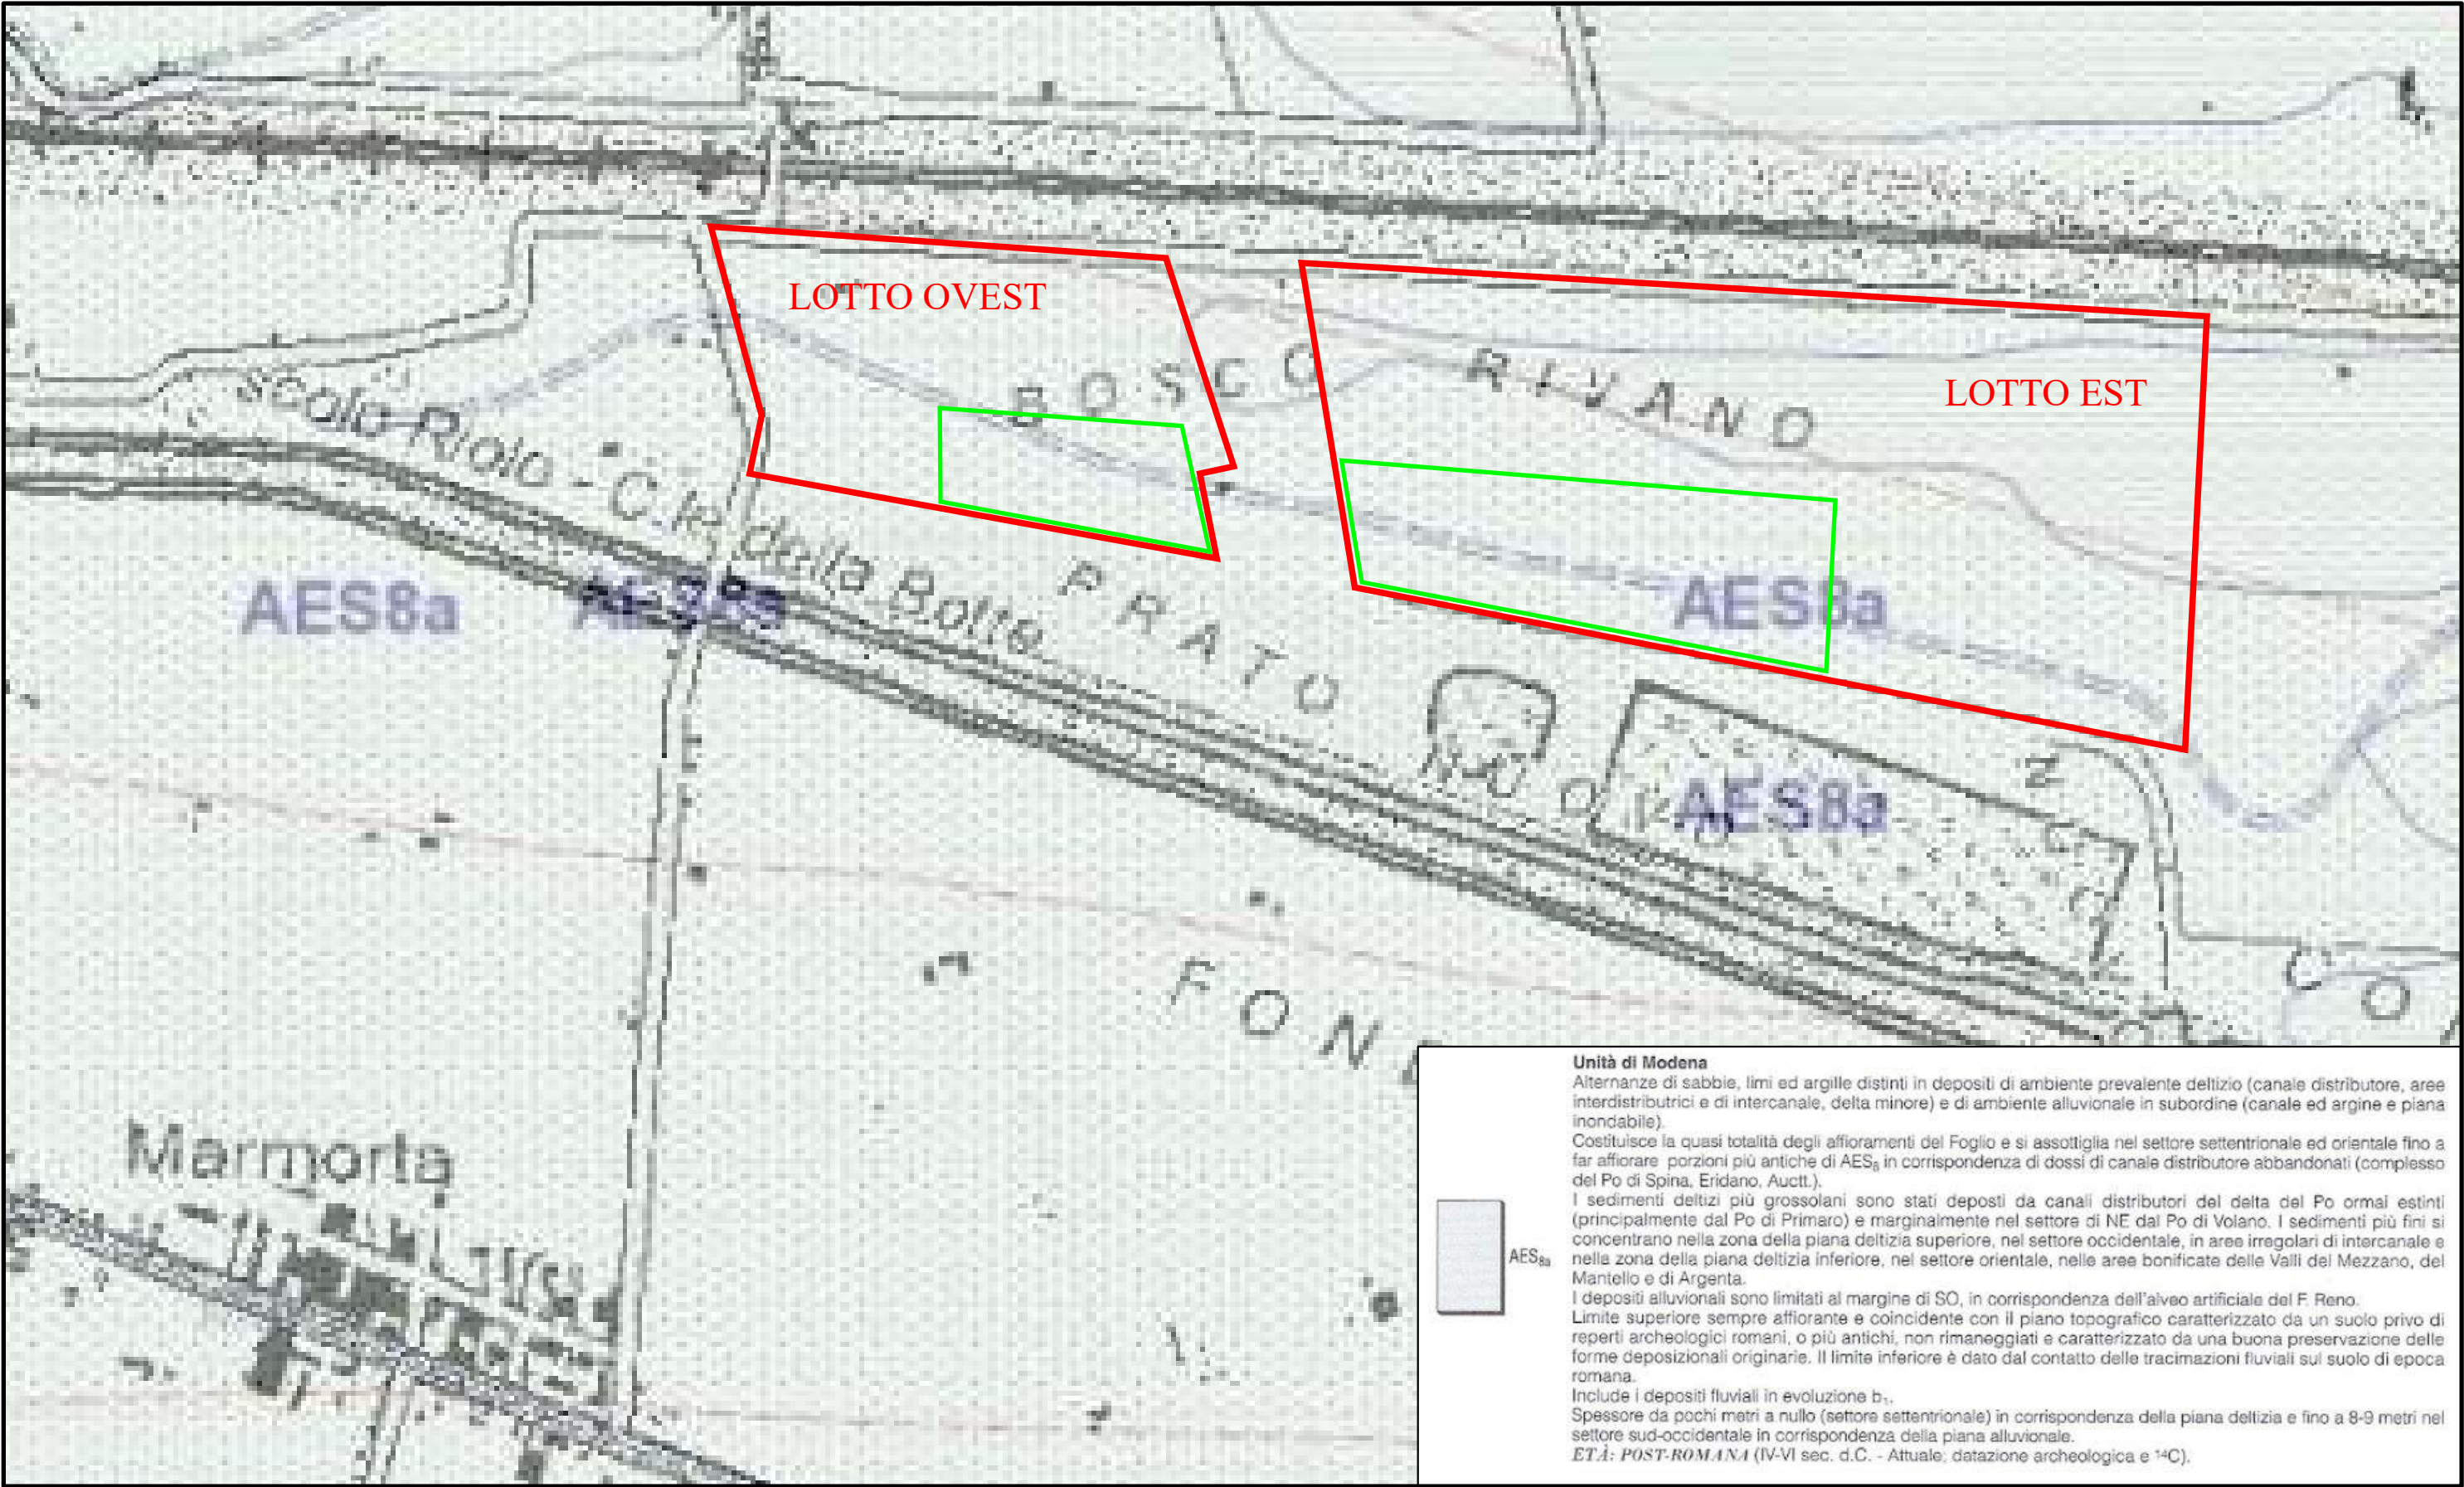 LOTTO OVEST
LOTTO EST
BOSCO RIVANO
scolo Riolo - C.le della Botte
AES8a
AES8a
AES8a
PRATO
AES8a
FON
Marmorta
Unità di Modena
Alternanze di sabbie, limi ed argille distinti in depositi di ambiente prevalente deltizio (canale distributore, aree
interdistributrici e di intercanale, delta minore) e di ambiente alluvionale in subordine (canale ed argine e piana
inondabile).
Costituisce la quasi totalità degli affioramenti del Foglio e si assottiglia nel settore settentrionale ed orientale fino a
far affiorare porzioni più antiche di AES8 in corrispondenza di dossi di canale distributore abbandonati (complesso
del Po di Spina, Eridano, Auctt.).
I sedimenti deltizi più grossolani sono stati deposti da canali distributori del delta del Po ormai estinti
(principalmente dal Po di Primaro) e marginalmente nel settore di NE dal Po di Volano. I sedimenti più fini si
concentrano nella zona della piana deltizia superiore, nel settore occidentale, in aree irregolari di intercanale e
AES8a nella zona della piana deltizia inferiore, nel settore orientale, nelle aree bonificate delle Valli del Mezzano, del
Mantello e di Argenta.
I depositi alluvionali sono limitati al margine di SO, in corrispondenza dell'alveo artificiale del F. Reno.
Limite superiore sempre affiorante e coincidente con il piano topografico caratterizzato da un suolo privo di
reperti archeologici romani, o più antichi, non rimaneggiati e caratterizzato da una buona preservazione delle
forme deposizionali originarie. Il limite inferiore è dato dal contatto delle tracimazioni fluviali sul suolo di epoca
romana.
Include i depositi fluviali in evoluzione b1.
Spessore da pochi metri a nullo (settore settentrionale) in corrispondenza della piana deltizia e fino a 8-9 metri nel
settore sud-occidentale in corrispondenza della piana alluvionale.
ETÀ: POST-ROMANA (IV-VI sec. d.C. - Attuale; datazione archeologica e 14C).